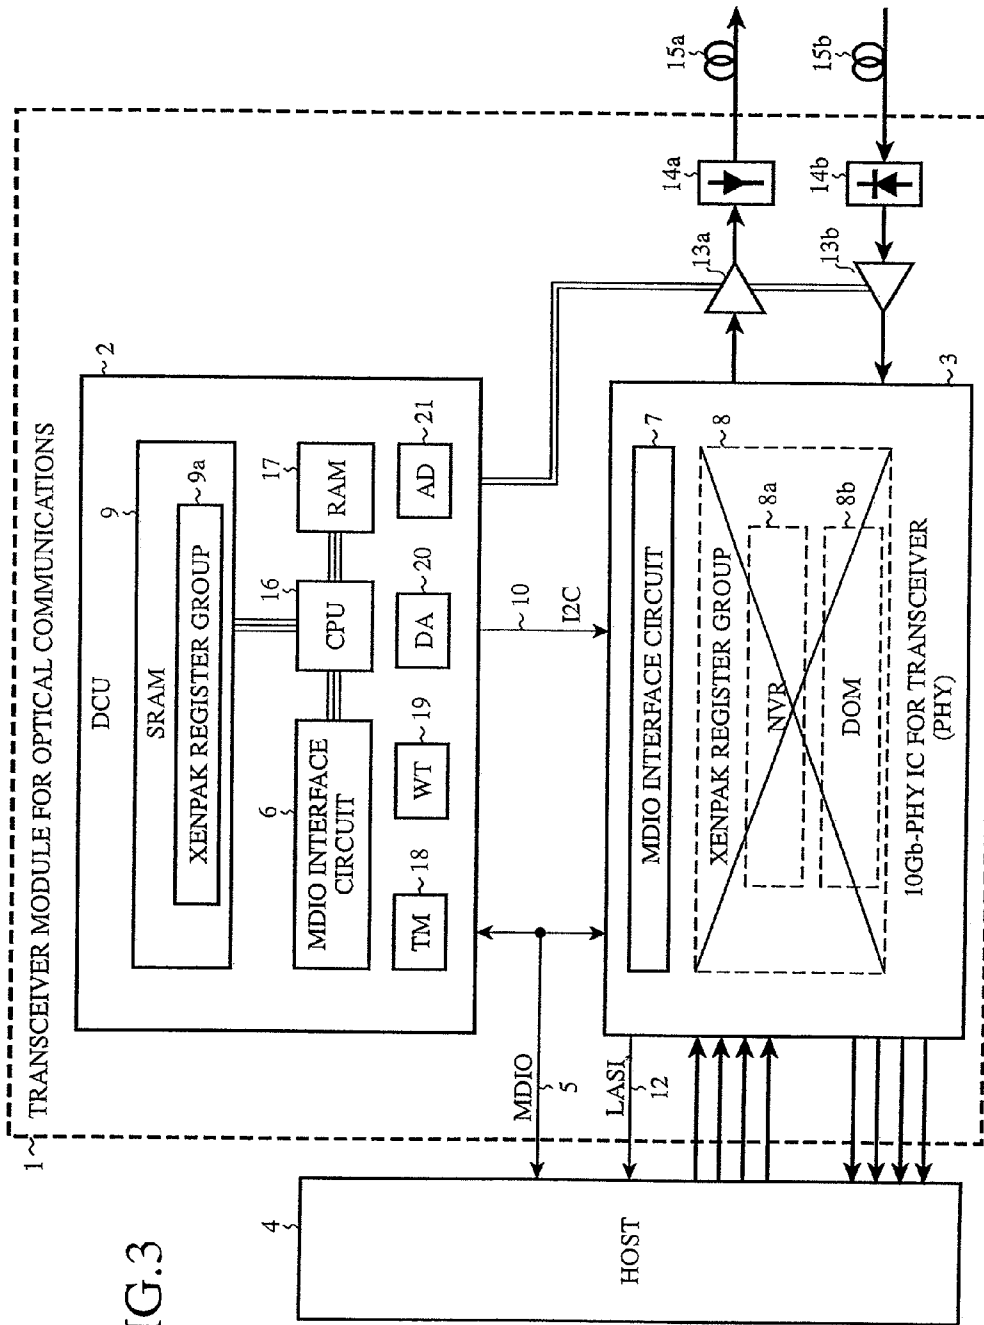 IG.3
1 TRANSCEIVER MODULE FOR OPTICAL COMMUNICATIONS
4
HOST
MDIO
5
LASI
12
2
DCU
9
SRAM
9a
XENPAK REGISTER GROUP
6
MDIO INTERFACE
CIRCUIT
16
CPU
17
RAM
18
TM
19
WT
20
DA
21
AD
10
I2C
3
7
MDIO INTERFACE CIRCUIT
8
XENPAK REGISTER GROUP
8a
NVR
8b
DOM
10Gb-PHY IC FOR TRANSCEIVER
(PHY)
13a
13b
14a
14b
15a
15b